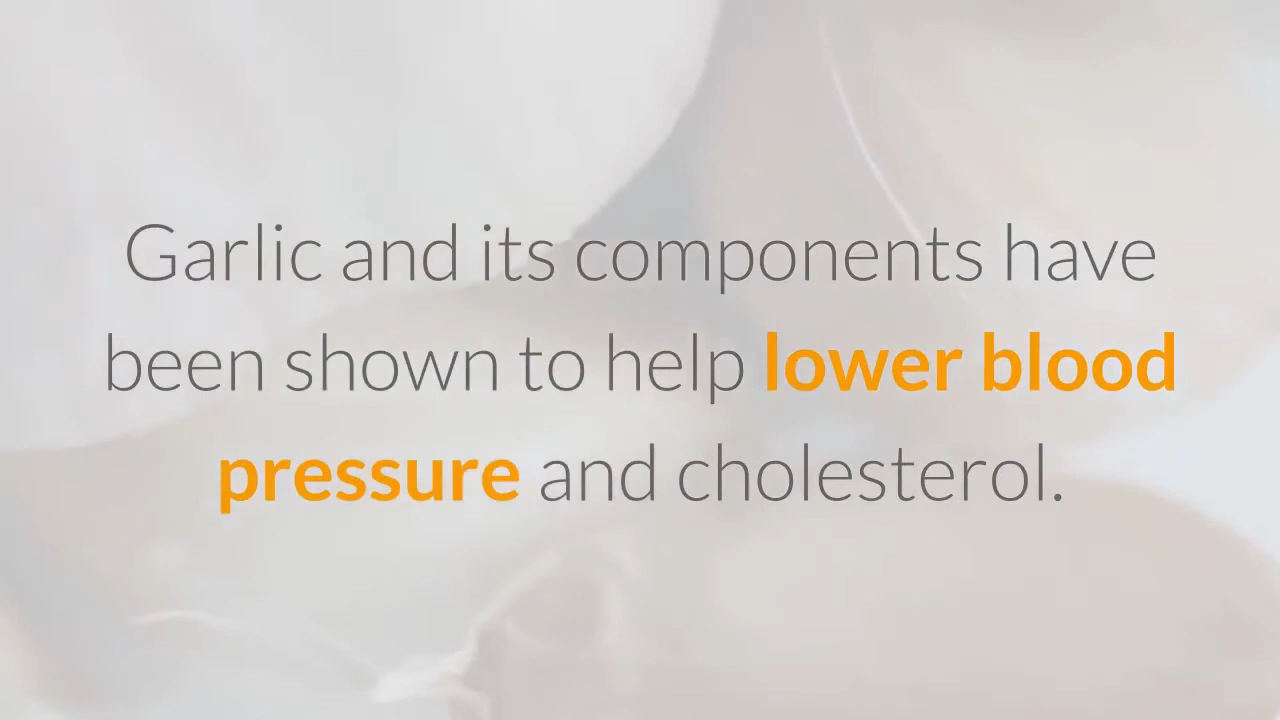 Garlic and its components have
been shown to help lower blood
pressure and cholesterol.